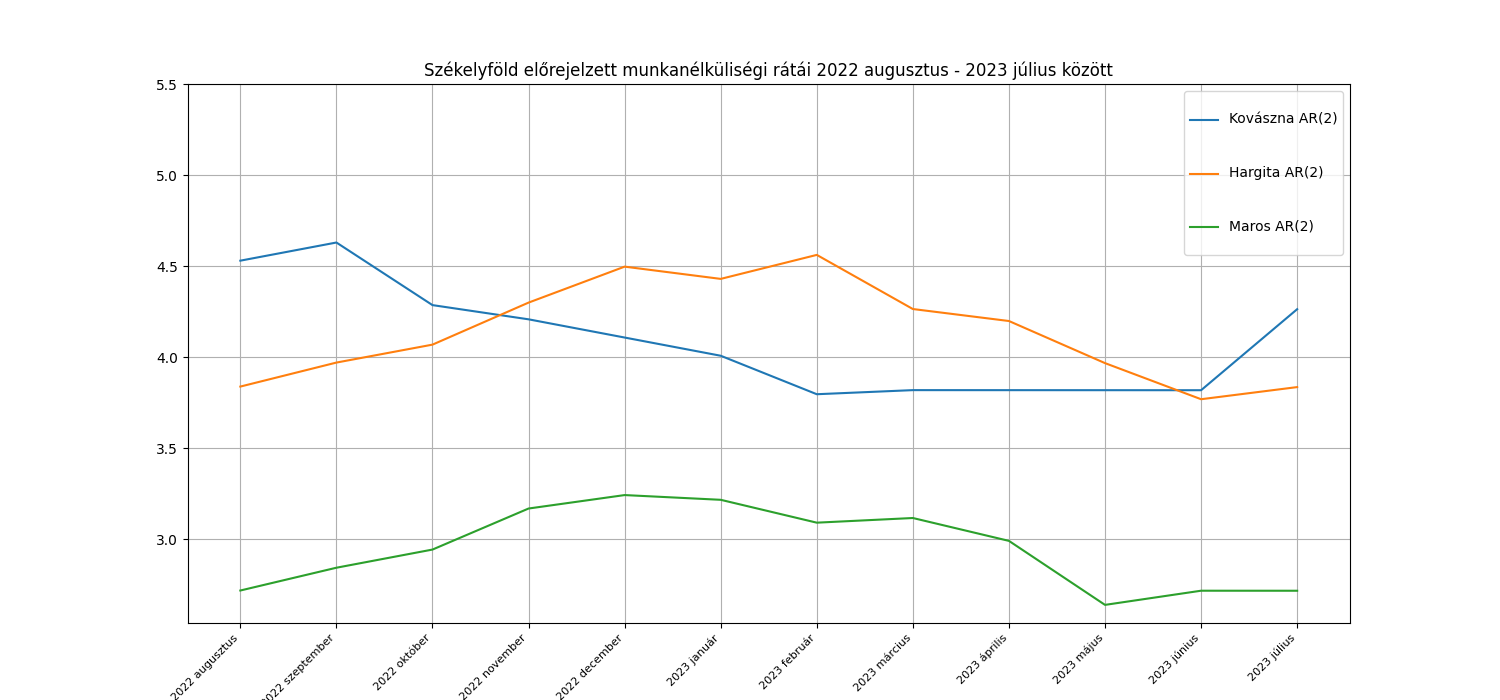 Székelyföld előrejelzett munkanélküliségi rátái 2022 augusztus - 2023 július között
5.5
5.0
4.5
4.0
3.5
3.0
Kovászna AR(2)
Hargita AR(2)
Maros AR(2)
2022 augusztus
2022 szeptember
2022 október
2022 november
2022 december
2023 január
2023 február
2023 március
2023 április
2023 május
2023 június
2023 július